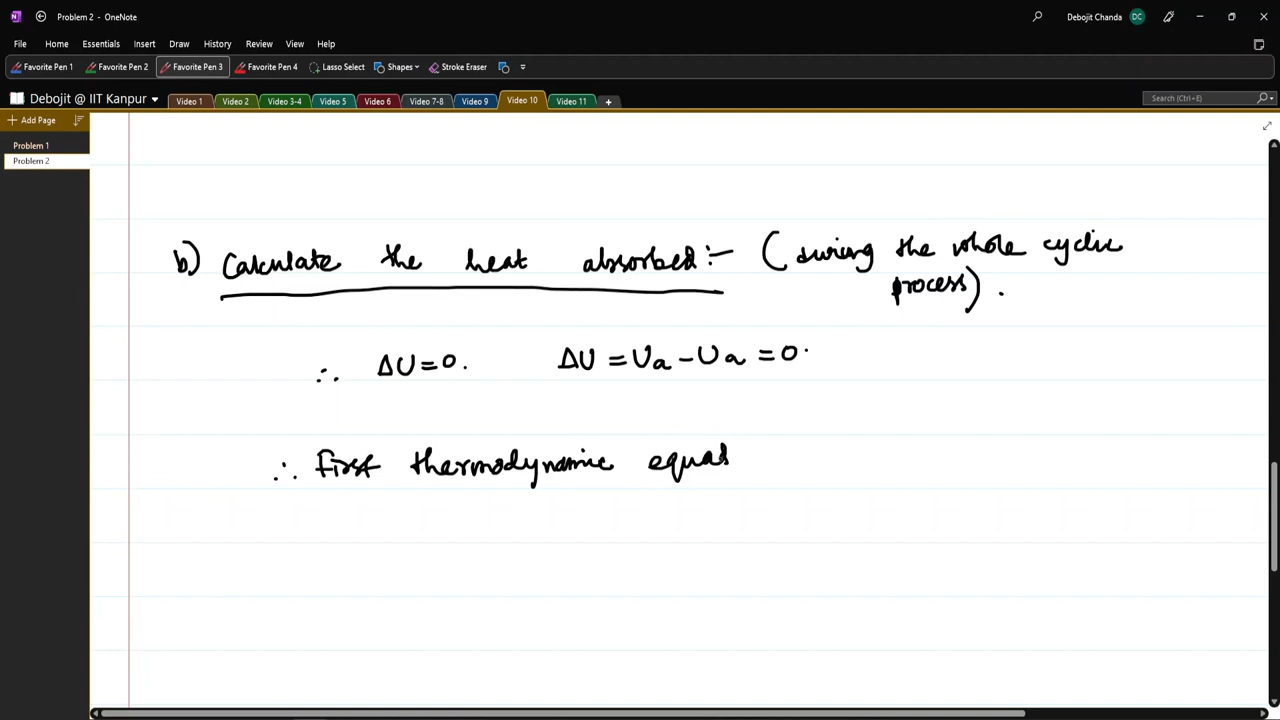 Problem 2 - OneNote
Debojit Chanda DC
File Home Essentials Insert Draw History Review View Help
Favorite Pen 1 Favorite Pen 2 Favorite Pen 3 Favorite Pen 4 Lasso Select Shapes Stroke Eraser
Debojit @ IIT Kanpur Video 1 Video 2 Video 3-4 Video 5 Video 6 Video 7-8 Video 9 Video 10 Video 11 + Search (Ctrl+E)
+ Add Page
Problem 1
Problem 2
b) Calculate the heat absorbed :- (during the whole cyclic
process) .
∴ ΔU = 0. ΔU = Ua - Ua = 0.
∴ First thermodynamic equat